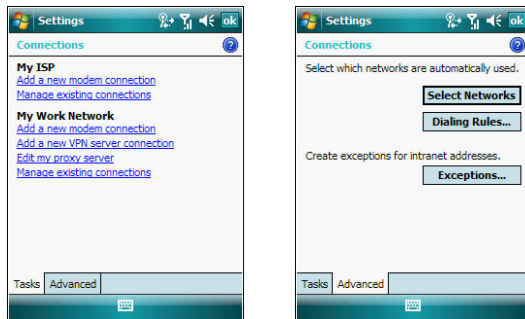 Settings ok
Connections
My ISP
Add a new modem connection
Manage existing connections
My Work Network
Add a new modem connection
Add a new VPN server connection
Edit my proxy server
Manage existing connections
Tasks Advanced
Settings ok
Connections
Select which networks are automatically used.
Select Networks
Dialing Rules...
Create exceptions for intranet addresses.
Exceptions...
Tasks Advanced